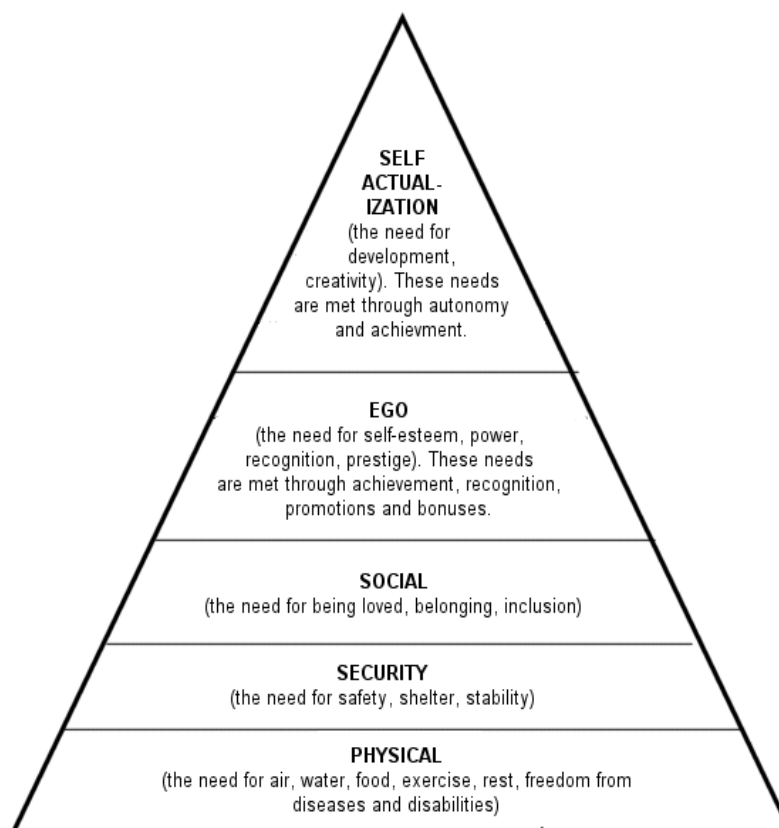 SELF
ACTUAL-
IZATION
(the need for
development,
creativity). These needs
are met through autonomy
and achievment.
EGO
(the need for self-esteem, power,
recognition, prestige). These needs
are met through achievement, recognition,
promotions and bonuses.
SOCIAL
(the need for being loved, belonging, inclusion)
SECURITY
(the need for safety, shelter, stability)
PHYSICAL
(the need for air, water, food, exercise, rest, freedom from
diseases and disabilities)